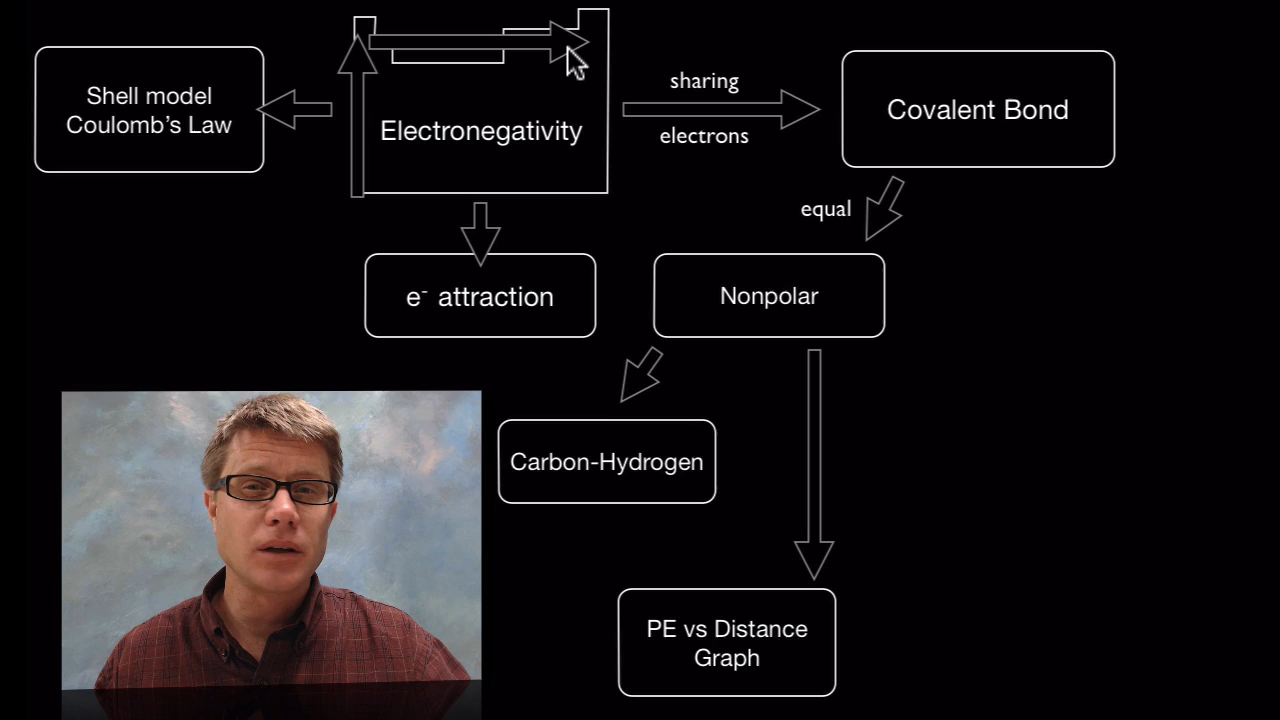 Shell model
Coulomb's Law
Electronegativity
sharing
electrons
Covalent Bond
equal
e⁻ attraction
Nonpolar
Carbon-Hydrogen
PE vs Distance
Graph